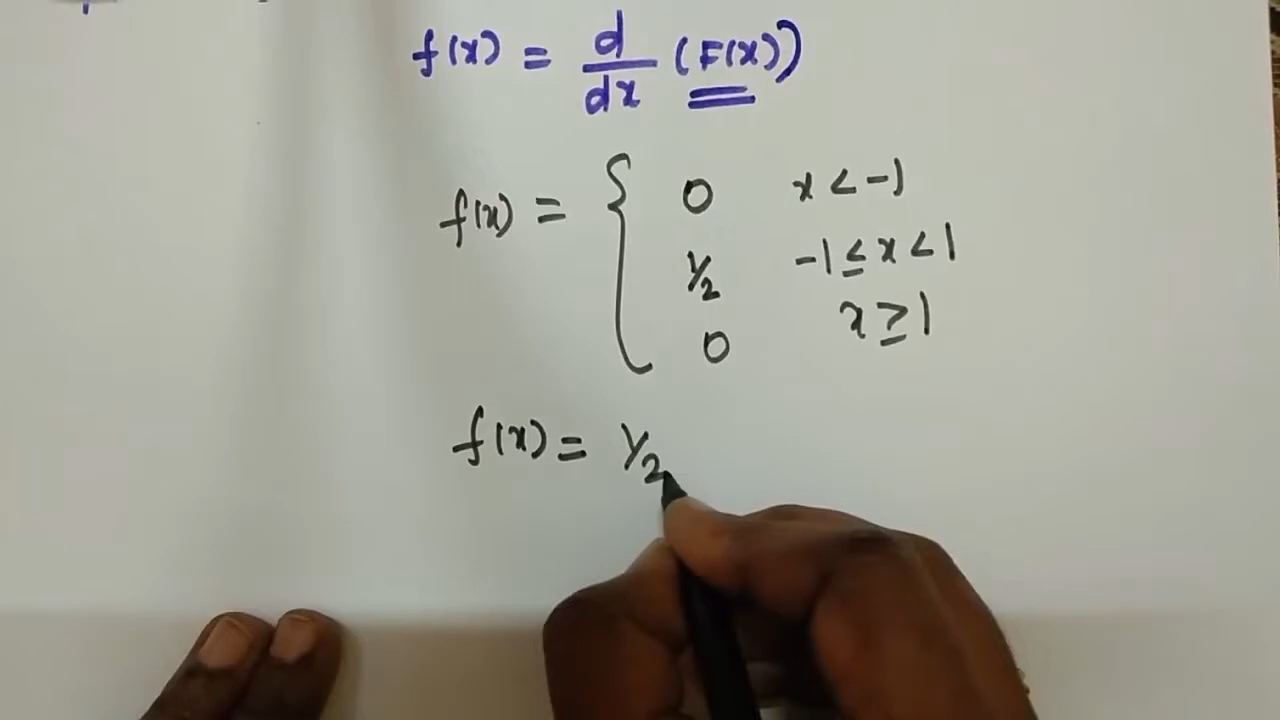 f(x) = d/dx (F(x))
f(x) = { 0 x < -1
1/2 -1 ≤ x < 1
0 x ≥ 1
f(x) = 1/2